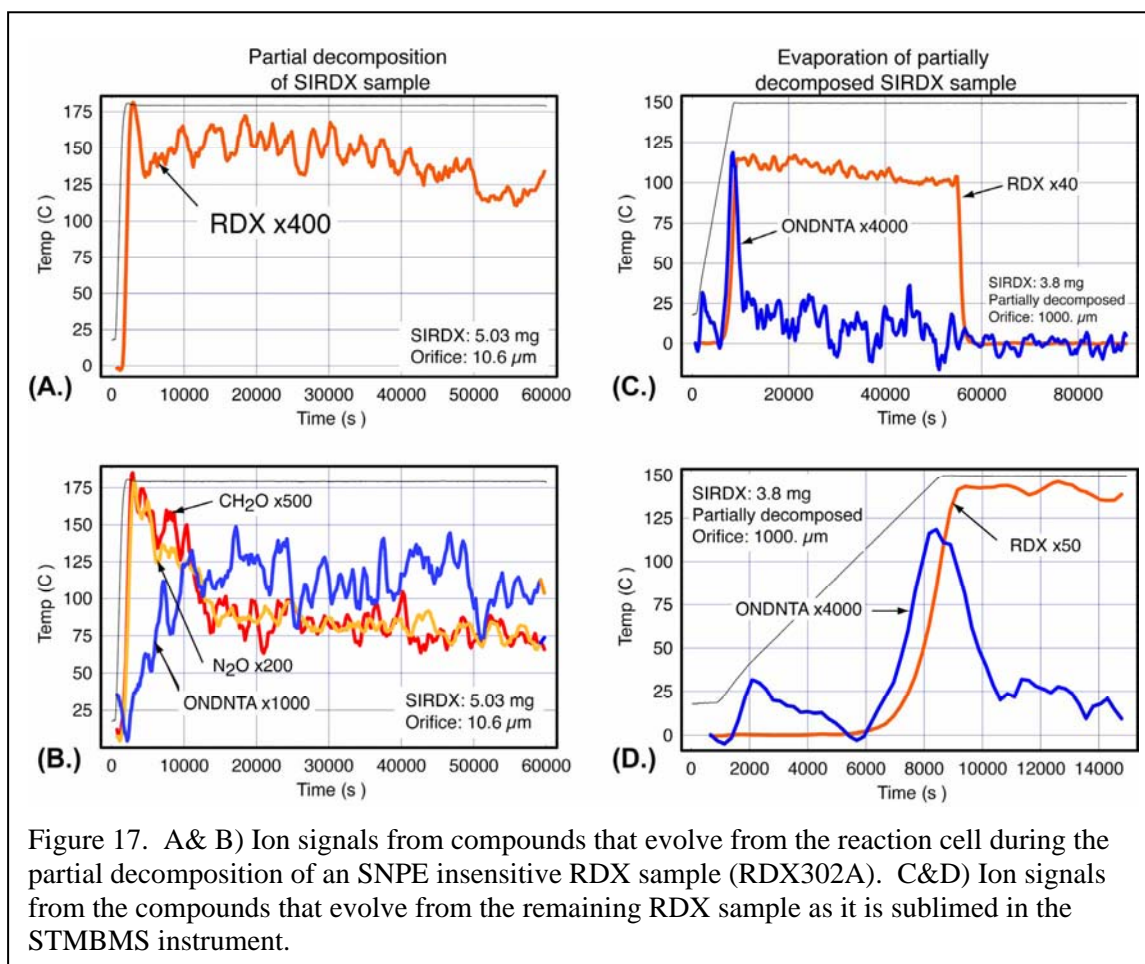 Partial decomposition
of SIRDX sample
175
150
125
100
75
50
25
0
Temp (C)
RDX x400
SIRDX: 5.03 mg
Orifice: 10.6 µm
0 10000 20000 30000 40000 50000 60000
Time (s)
(A.)
Evaporation of partially
decomposed SIRDX sample
150
125
100
75
50
25
0
Temp (C)
RDX x40
ONDNTA x4000
SIRDX: 3.8 mg
Partially decomposed
Orifice: 1000. µm
0 20000 40000 60000 80000
Time (s)
(C.)
175
150
125
100
75
50
25
Temp (C)
CH₂O x500
N₂O x200
ONDNTA x1000
SIRDX: 5.03 mg
Orifice: 10.6 µm
0 10000 20000 30000 40000 50000 60000
Time (s)
(B.)
150
125
100
75
50
25
0
Temp (C)
SIRDX: 3.8 mg
Partially decomposed
Orifice: 1000. µm
RDX x50
ONDNTA x4000
0 2000 4000 6000 8000 10000 12000 14000
Time (s)
(D.)
Figure 17. A& B) Ion signals from compounds that evolve from the reaction cell during the
partial decomposition of an SNPE insensitive RDX sample (RDX302A). C&D) Ion signals
from the compounds that evolve from the remaining RDX sample as it is sublimed in the
STMBMS instrument.